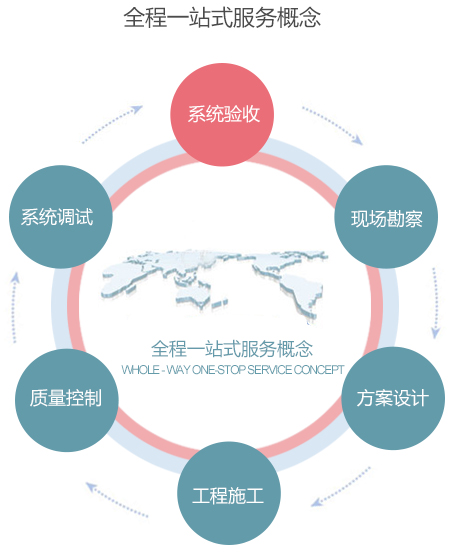 全程一站式服务概念
系统验收
系统调试
现场勘察
全程一站式服务概念
WHOLE - WAY ONE-STOP SERVICE CONCEPT
质量控制
方案设计
工程施工